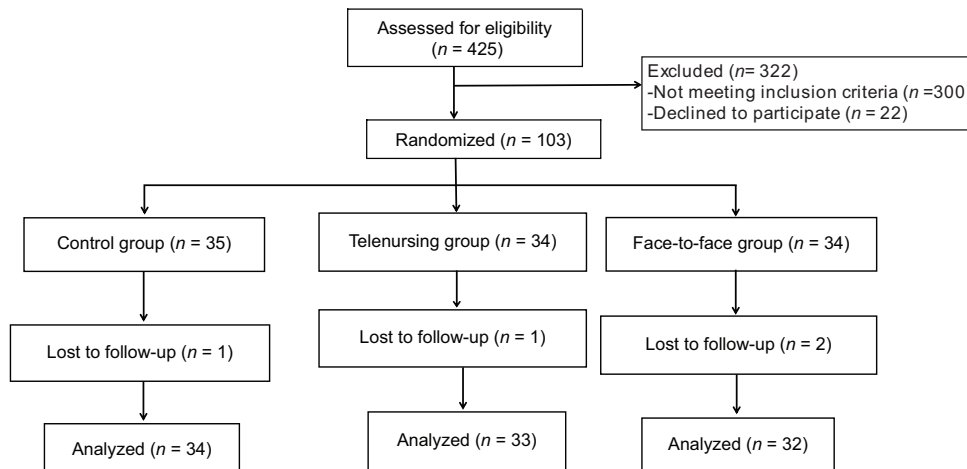 Assessed for eligibility
(n = 425)
Excluded (n= 322)
-Not meeting inclusion criteria (n =300
-Declined to participate (n = 22)
Randomized (n = 103)
Control group (n = 35)
Telenursing group (n = 34)
Face-to-face group (n = 34)
Lost to follow-up (n = 1)
Lost to follow-up (n = 1)
Lost to follow-up (n = 2)
Analyzed (n = 34)
Analyzed (n = 33)
Analyzed (n = 32)